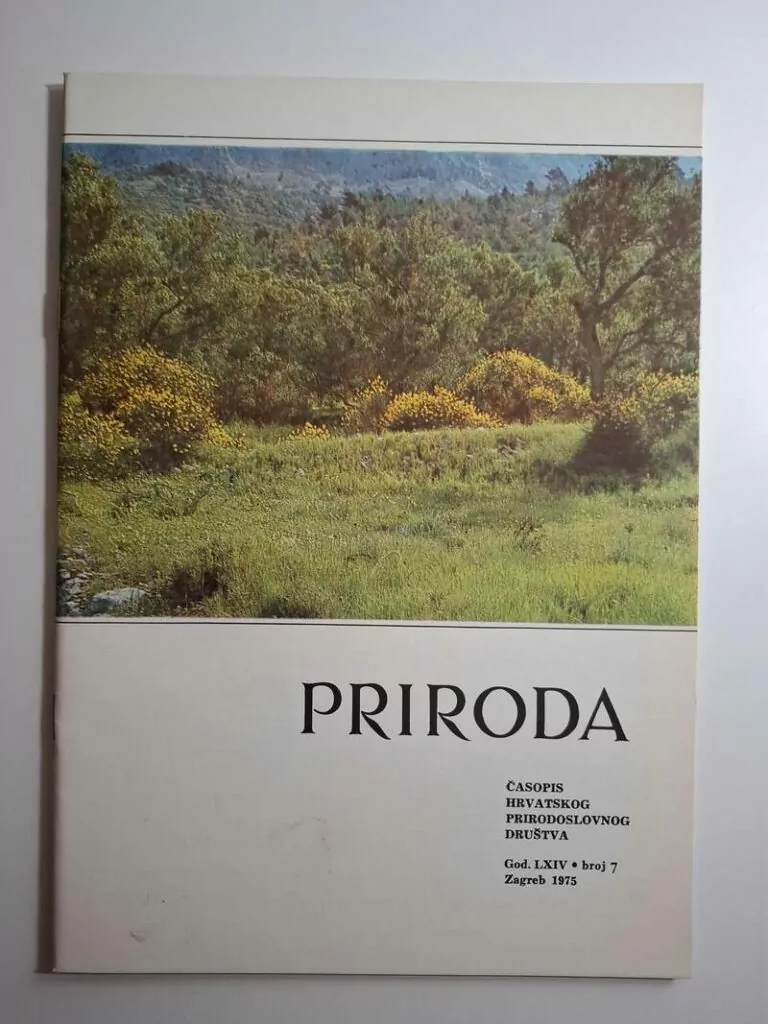 PRIRODA
ČASOPIS
HRVATSKOG
PRIRODOSLOVNOG
DRUŠTVA
God. LXIV • broj 7
Zagreb 1975